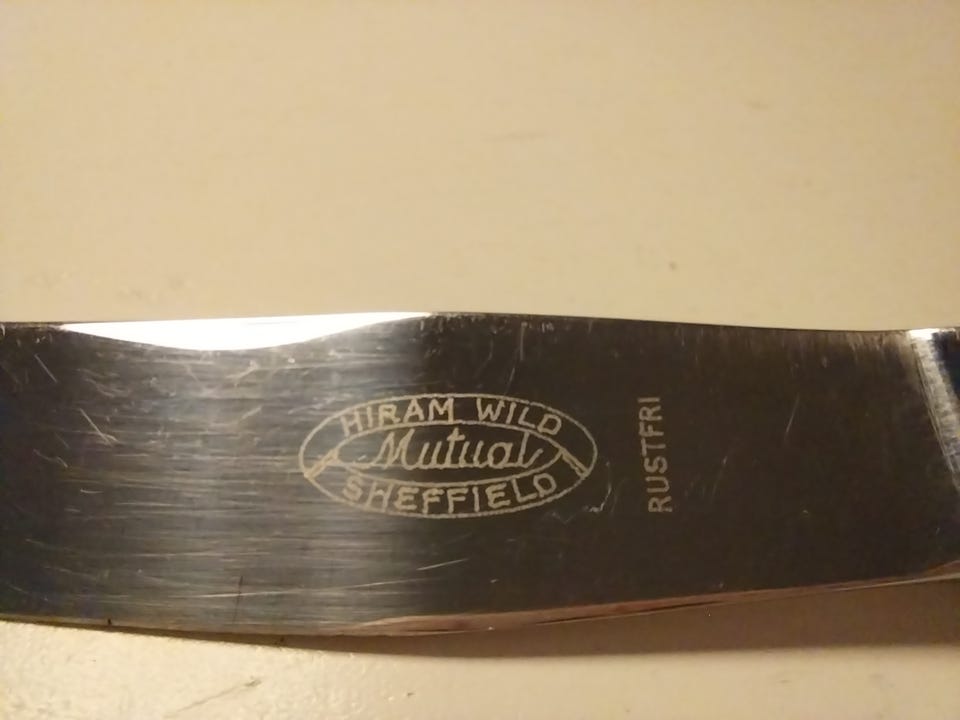 HIRAM WILD
Mutual
SHEFFIELD
RUSTFRI